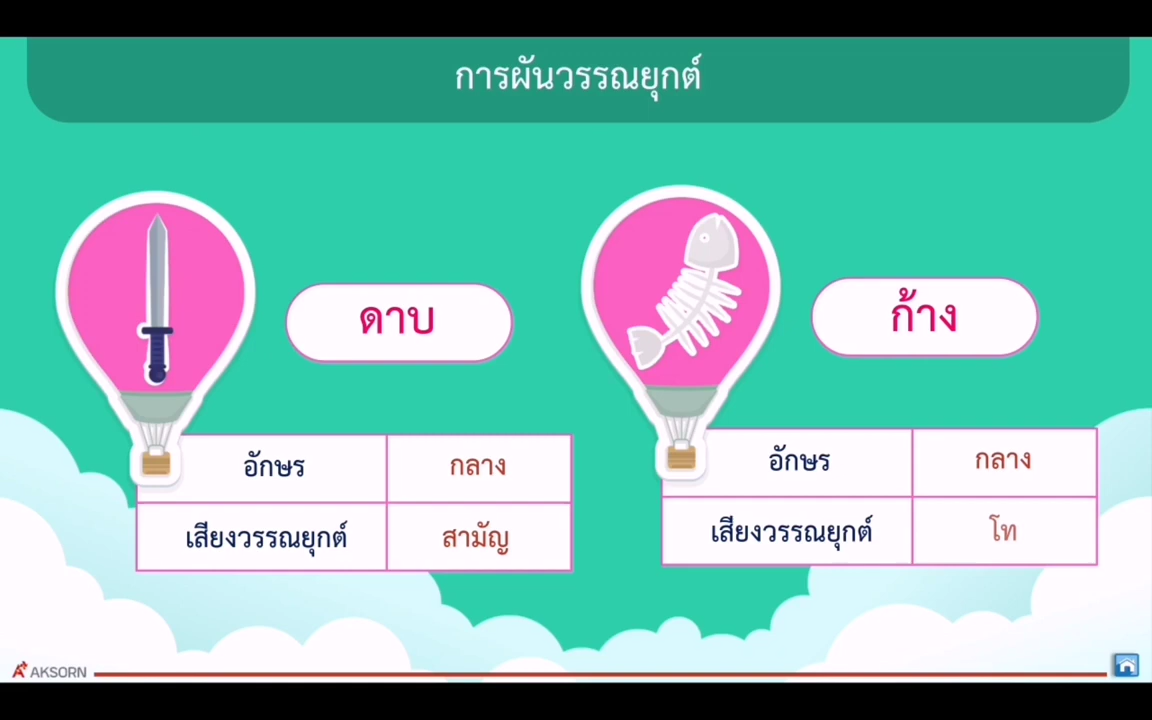 การผันวรรณยุกต์
ดาบ
ก้าง
อักษร กลาง
เสียงวรรณยุกต์ สามัญ
อักษร กลาง
เสียงวรรณยุกต์ โท
AKSORN